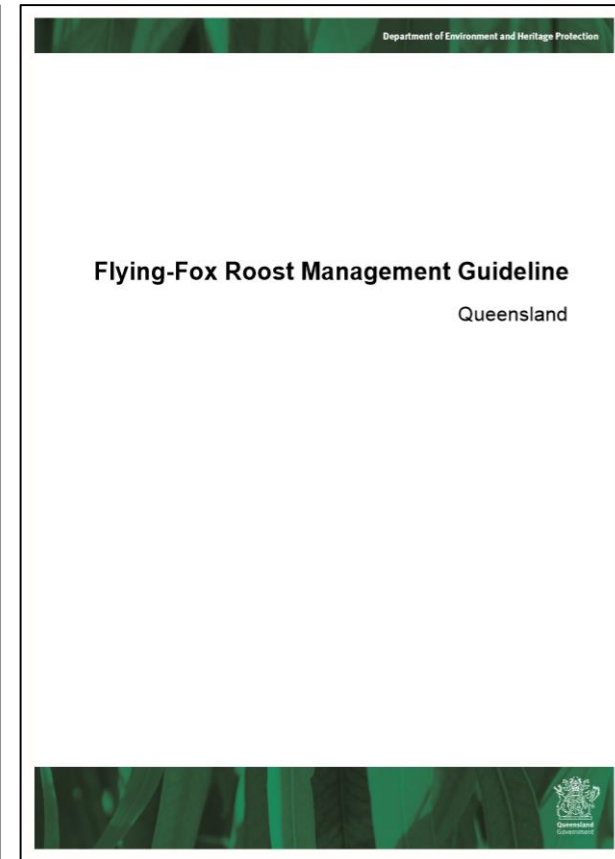 Department of Environment and Heritage Protection
Flying-Fox Roost Management Guideline
Queensland
Queensland
Government